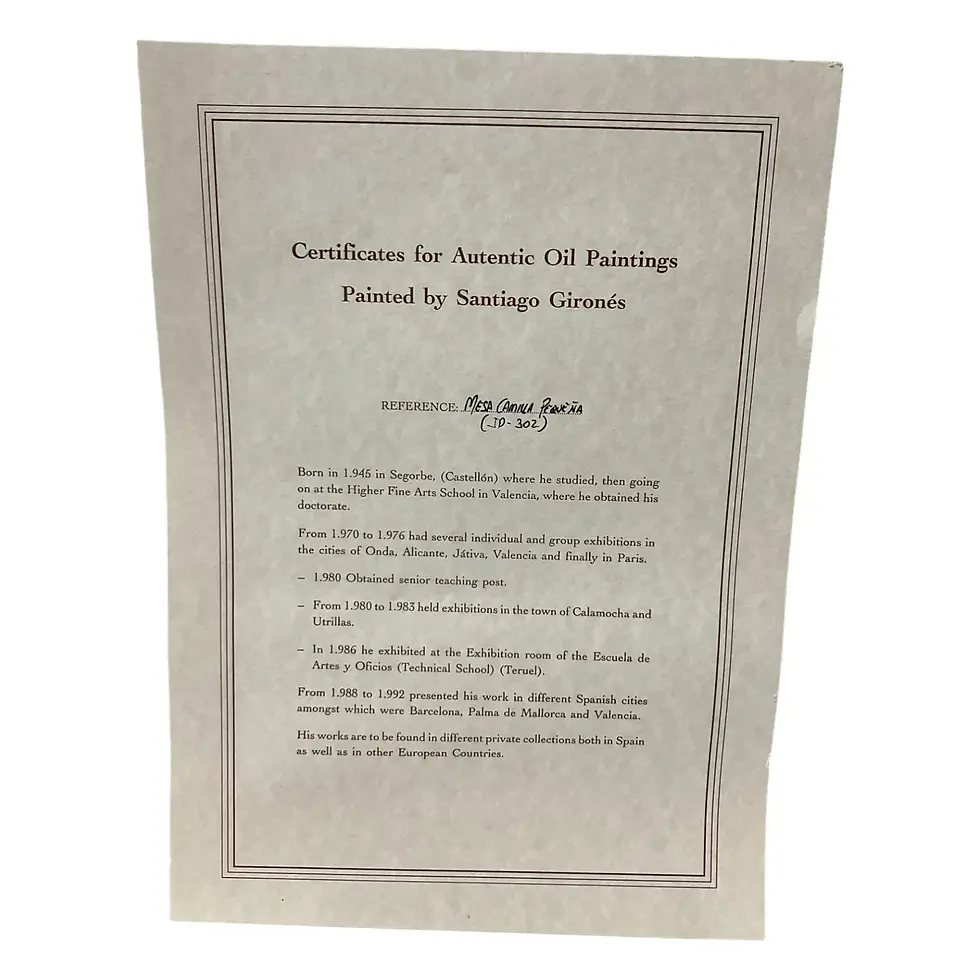 Certificates for Autentic Oil Paintings
Painted by Santiago Gironés
REFERENCE: MESA CAMILLA PEQUEÑA
(JD-302)
Born in 1.945 in Segorbe, (Castellón) where he studied, then going
on at the Higher Fine Arts School in Valencia, where he obtained his
doctorate.
From 1.970 to 1.976 had several individual and group exhibitions in
the cities of Onda, Alicante, Játiva, Valencia and finally in Paris.
– 1.980 Obtained senior teaching post.
– From 1.980 to 1.983 held exhibitions in the town of Calamocha and
Utrillas.
– In 1.986 he exhibited at the Exhibition room of the Escuela de
Artes y Oficios (Technical School) (Teruel).
From 1.988 to 1.992 presented his work in different Spanish cities
amongst which were Barcelona, Palma de Mallorca and Valencia.
His works are to be found in different private collections both in Spain
as well as in other European Countries.